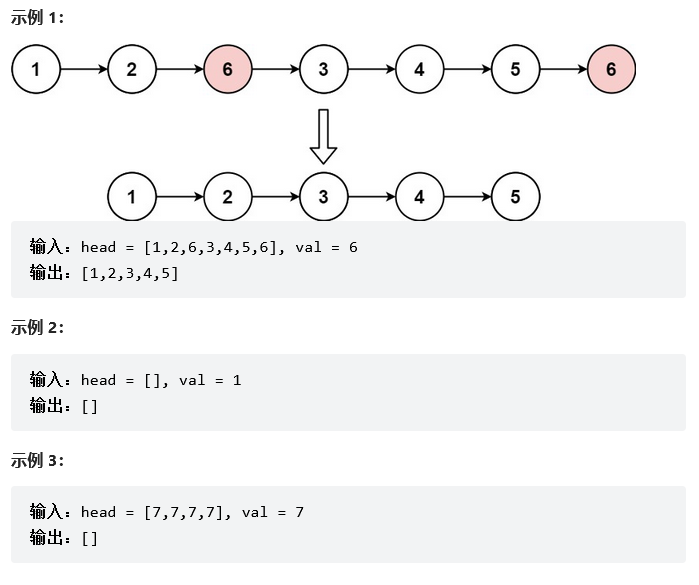 示例 1：
1 2 6 3 4 5 6
1 2 3 4 5
输入：head = [1,2,6,3,4,5,6], val = 6
输出：[1,2,3,4,5]
示例 2：
输入：head = [], val = 1
输出：[]
示例 3：
输入：head = [7,7,7,7], val = 7
输出：[]